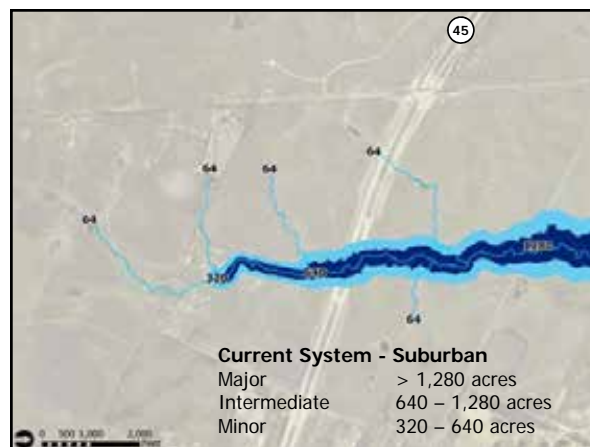 45
64
64
64
64
320
640
1280
64
Current System - Suburban
Major > 1,280 acres
Intermediate 640 – 1,280 acres
Minor 320 – 640 acres
0 500 1,000 2,000
Feet